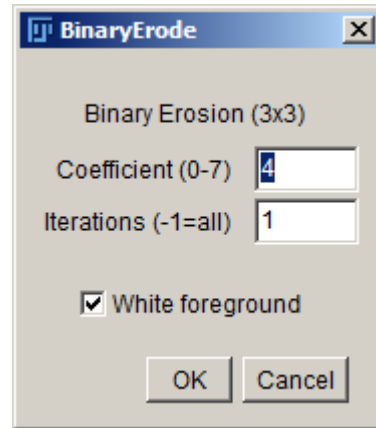 BinaryErode
Binary Erosion (3x3)
Coefficient (0-7) 4
Iterations (-1=all) 1
White foreground
OK Cancel